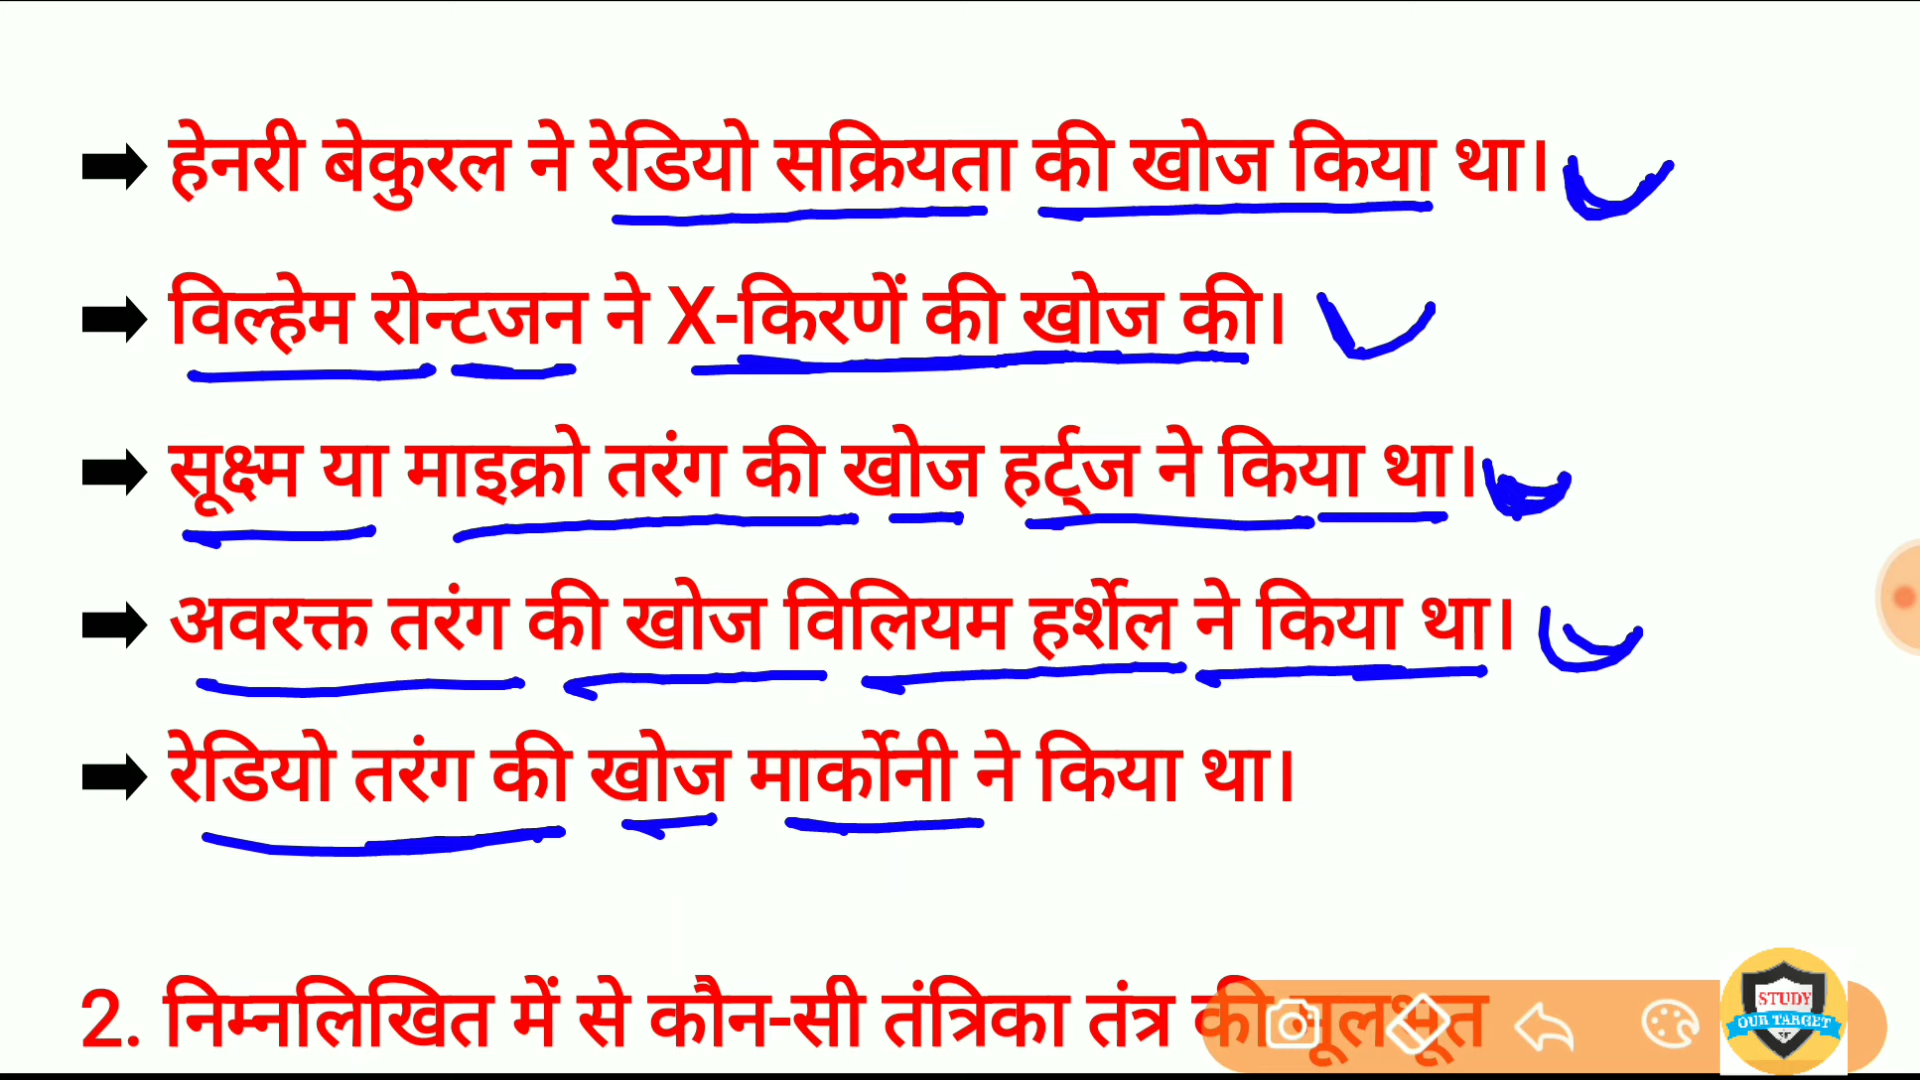 हेनरी बेकुरल ने रेडियो सक्रियता की खोज किया था।
विल्हेम रोन्टजन ने X-किरणें की खोज की।
सूक्ष्म या माइक्रो तरंग की खोज हर्ट्ज ने किया था।
अवरक्त तरंग की खोज विलियम हर्शेल ने किया था।
रेडियो तरंग की खोज मार्कोनी ने किया था।
2. निम्नलिखित में से कौन-सी तंत्रिका तंत्र की मूलभूत
STUDY
OUR TARGET